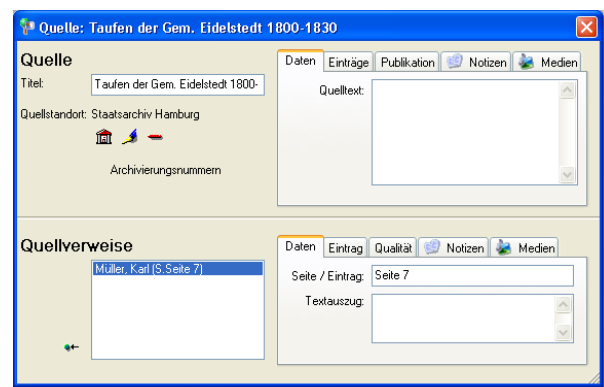 Quelle: Taufen der Gem. Eidelstedt 1800-1830
Quelle
Titel: Taufen der Gem. Eidelstedt 1800-
Quellstandort: Staatsarchiv Hamburg
Archivierungsnummern
Daten Einträge Publikation Notizen Medien
Quelltext:
Quellverweise
Müller, Karl (S.Seite 7)
Daten Eintrag Qualität Notizen Medien
Seite / Eintrag: Seite 7
Textauszug: